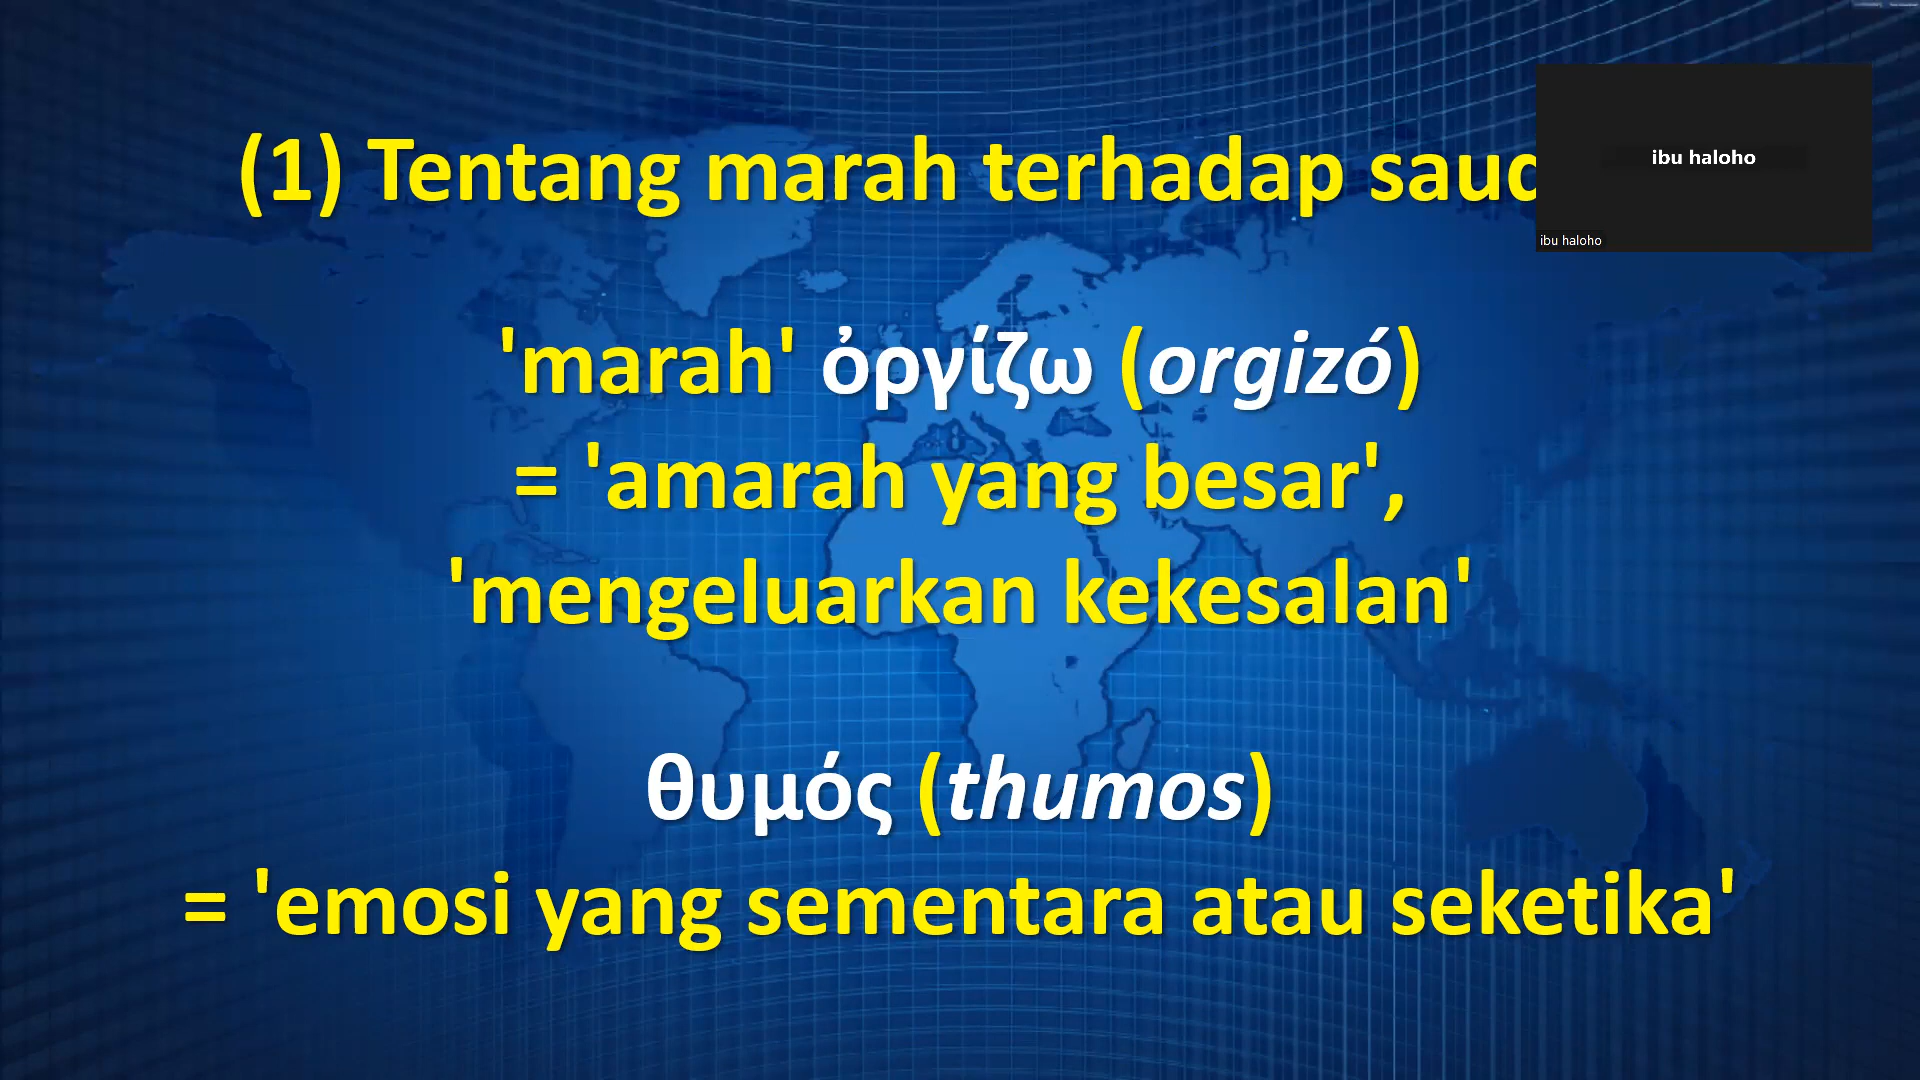 (1) Tentang marah terhadap
ibu haloho
ibu haloho
'marah' ὀργίζω (orgizó)
= 'amarah yang besar',
'mengeluarkan kekesalan'
θυμός (thumos)
= 'emosi yang sementara atau seketika'